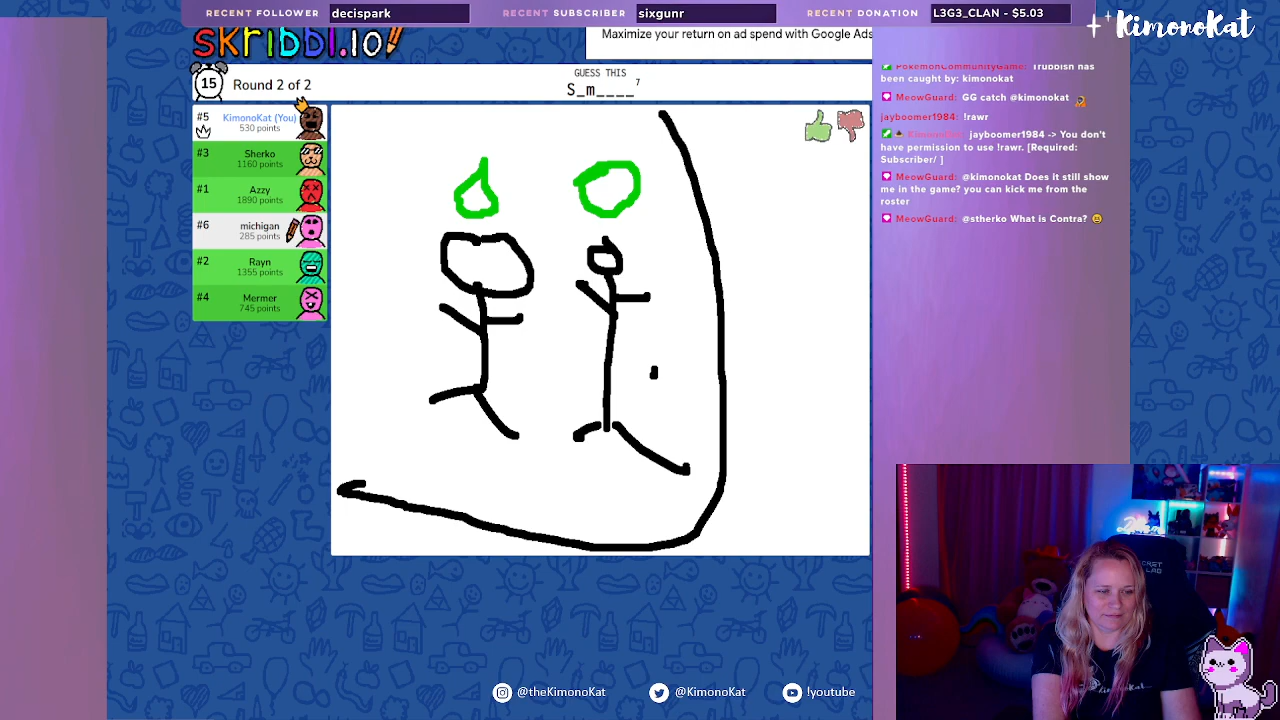 RECENT FOLLOWER decispark RECENT SUBSCRIBER sixgunr RECENT DONATION L3G3_CLAN - $5.03
KimonoKat
skribbl.io
Maximize your return on ad spend with Google Ads
15 Round 2 of 2
GUESS THIS
S_m____ 7
#5 KimonoKat (You)
530 points
#3 Sherko
1160 points
#1 Azzy
1890 points
#6 michigan
285 points
#2 Rayn
1355 points
#4 Mermer
745 points
PokemonCommunityGame: Trubbish has
been caught by: kimonokat
MeowGuard: GG catch @kimonokat
jayboomer1984: !rawr
jayboomer1984 -> You don't
have permission to use !rawr. [Required:
Subscriber/ ]
MeowGuard: @kimonokat Does it still show
me in the game? you can kick me from the
roster
MeowGuard: @stherko What is Contra?
@theKimonoKat @KimonoKat !youtube